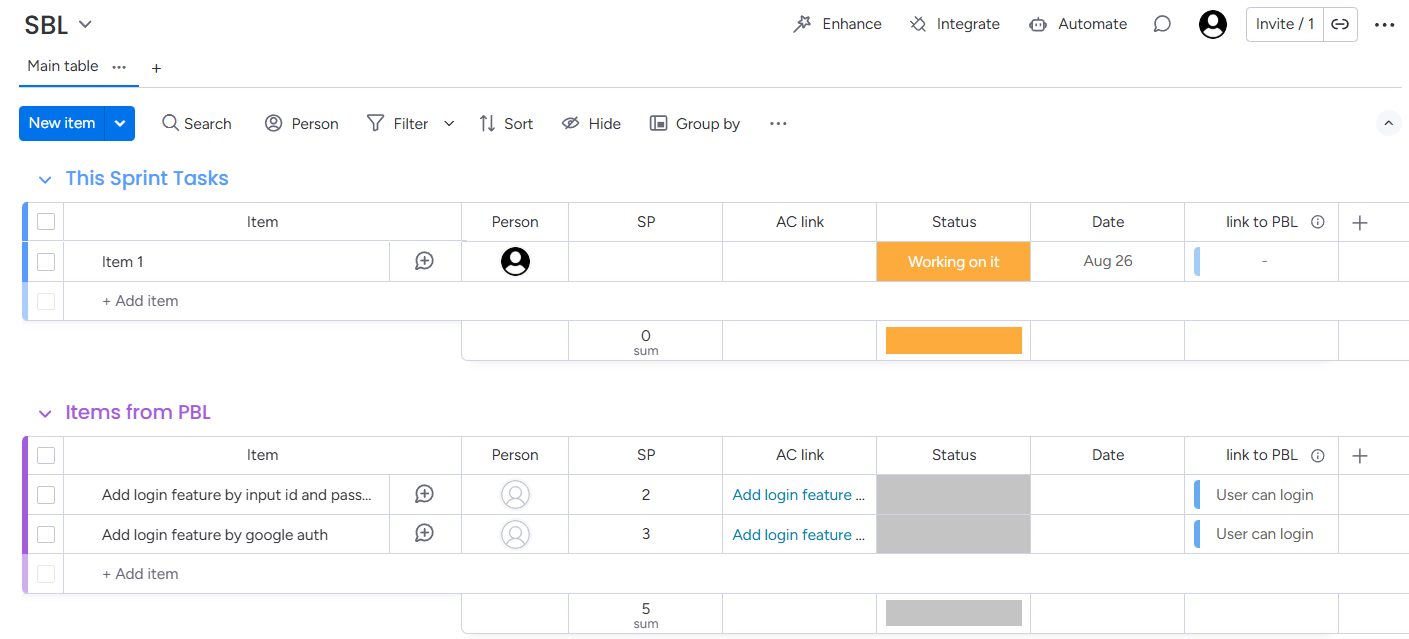 SBL
Enhance Integrate Automate Invite / 1
Main table
New item Search Person Filter Sort Hide Group by
This Sprint Tasks
Item Person SP AC link Status Date link to PBL
Item 1 Working on it Aug 26 -
+ Add item
0
sum
Items from PBL
Item Person SP AC link Status Date link to PBL
Add login feature by input id and pass... 2 Add login feature ... User can login
Add login feature by google auth 3 Add login feature ... User can login
+ Add item
5
sum